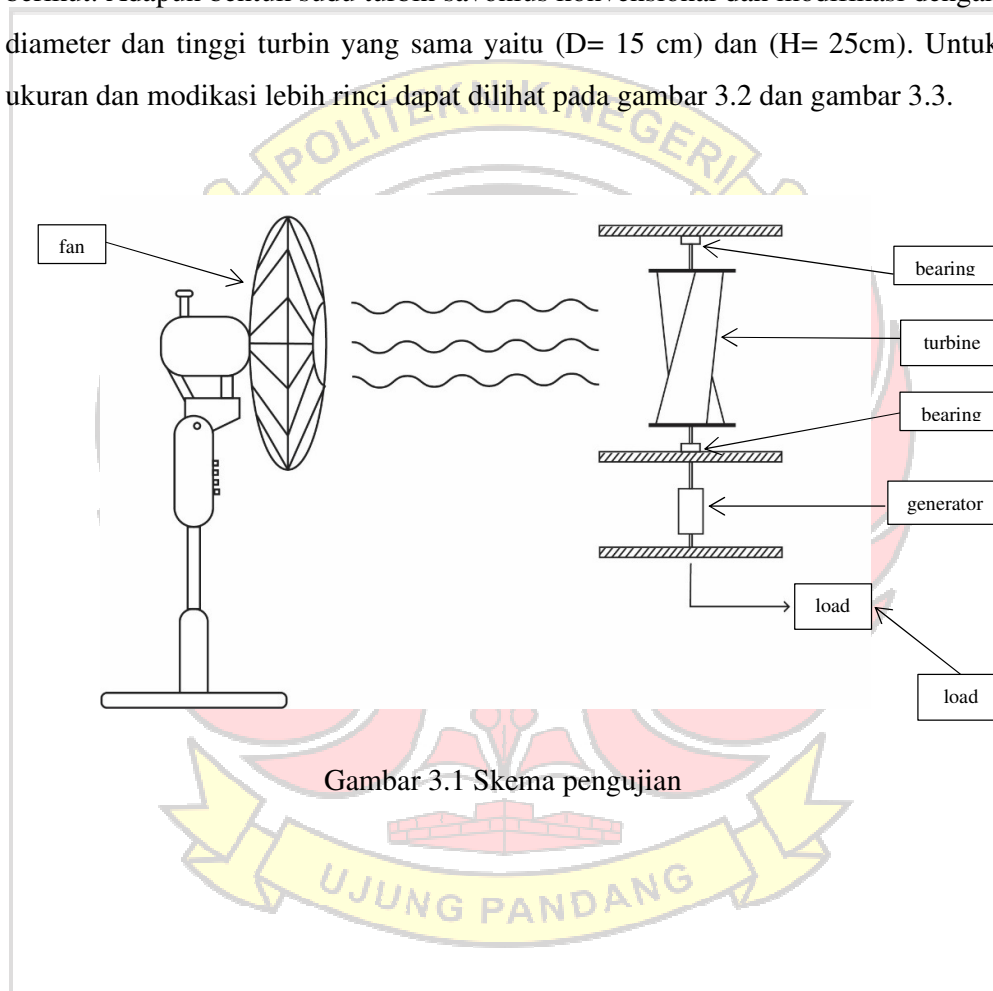 diameter dan tinggi turbin yang sama yaitu (D= 15 cm) dan (H= 25cm). Untuk
ukuran dan modikasi lebih rinci dapat dilihat pada gambar 3.2 dan gambar 3.3.
POLITEKNIK NEGERI
fan
bearing
turbine
bearing
generator
load
load
Gambar 3.1 Skema pengujian
UJUNG PANDANG